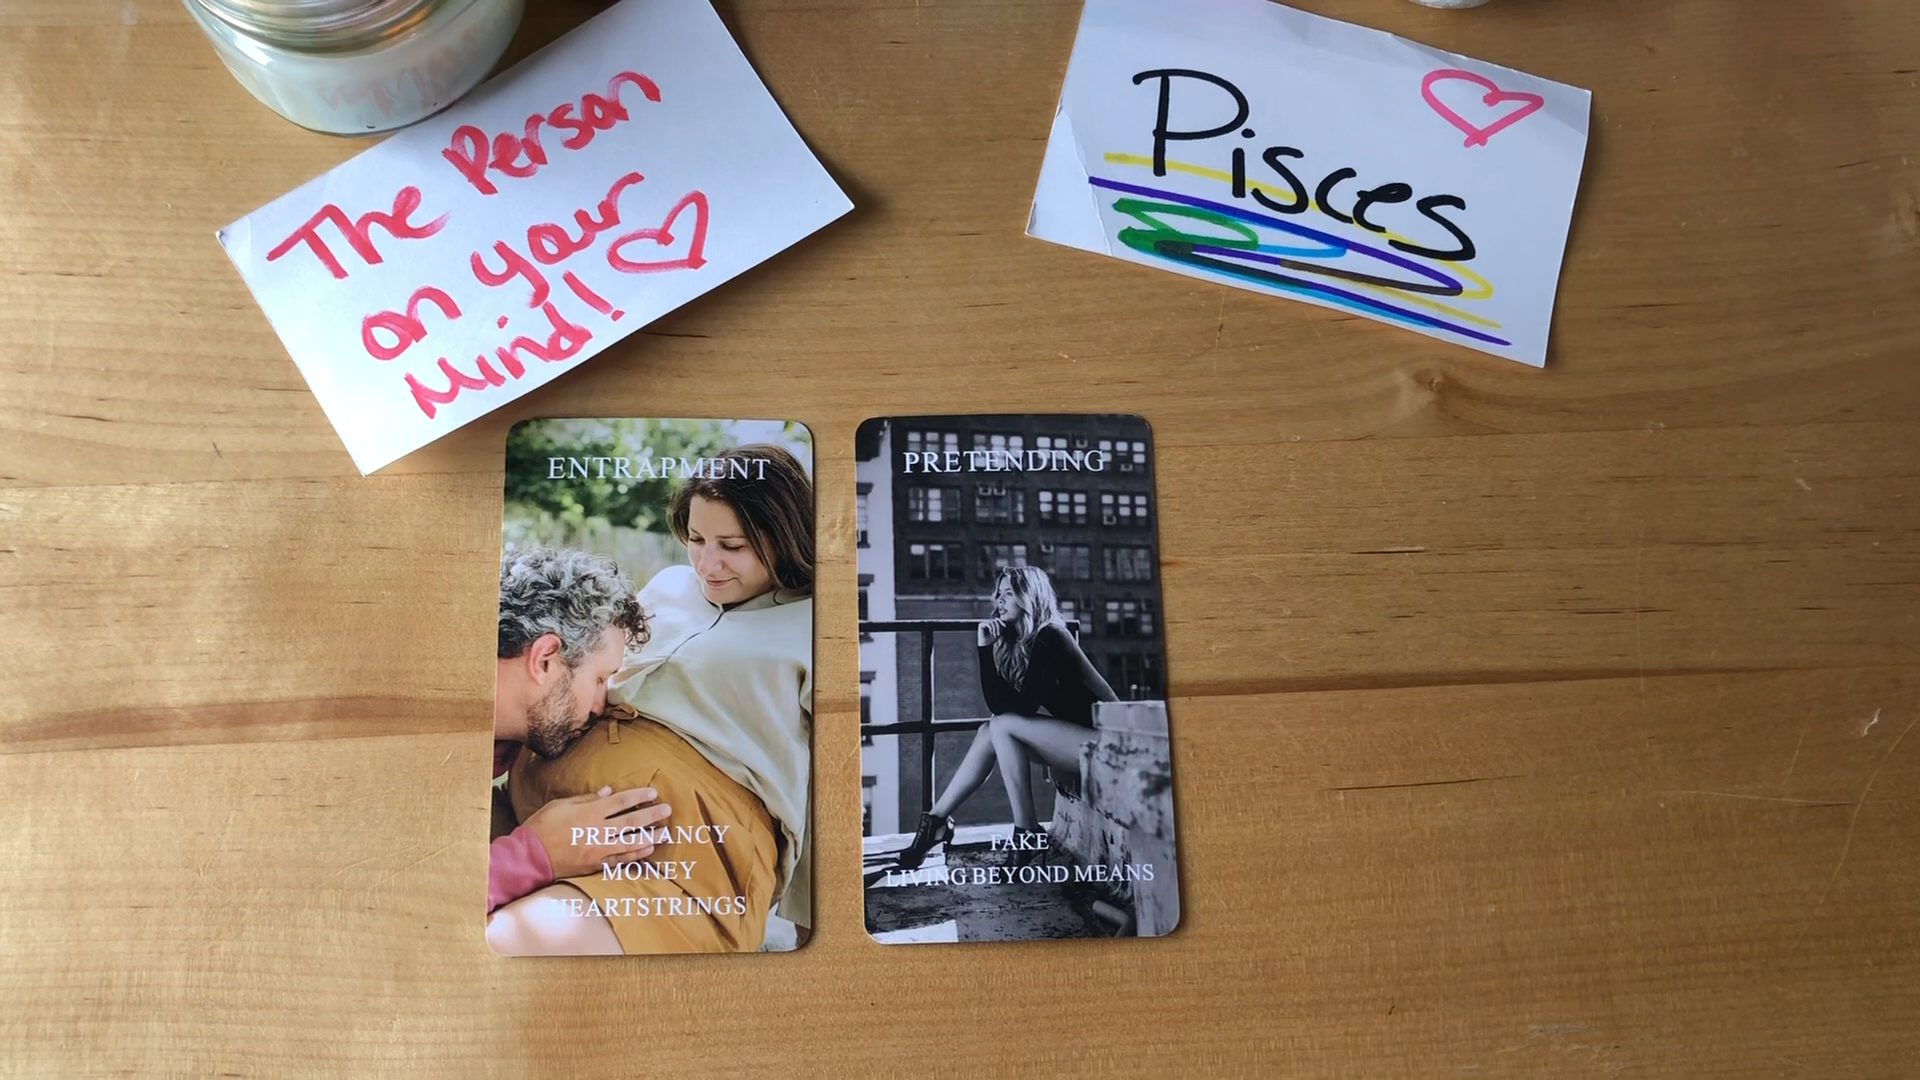 The Person
on your
Mind!
Pisces
ENTRAPMENT
PREGNANCY
MONEY
HEARTSTRINGS
PRETENDING
FAKE
LIVING BEYOND MEANS